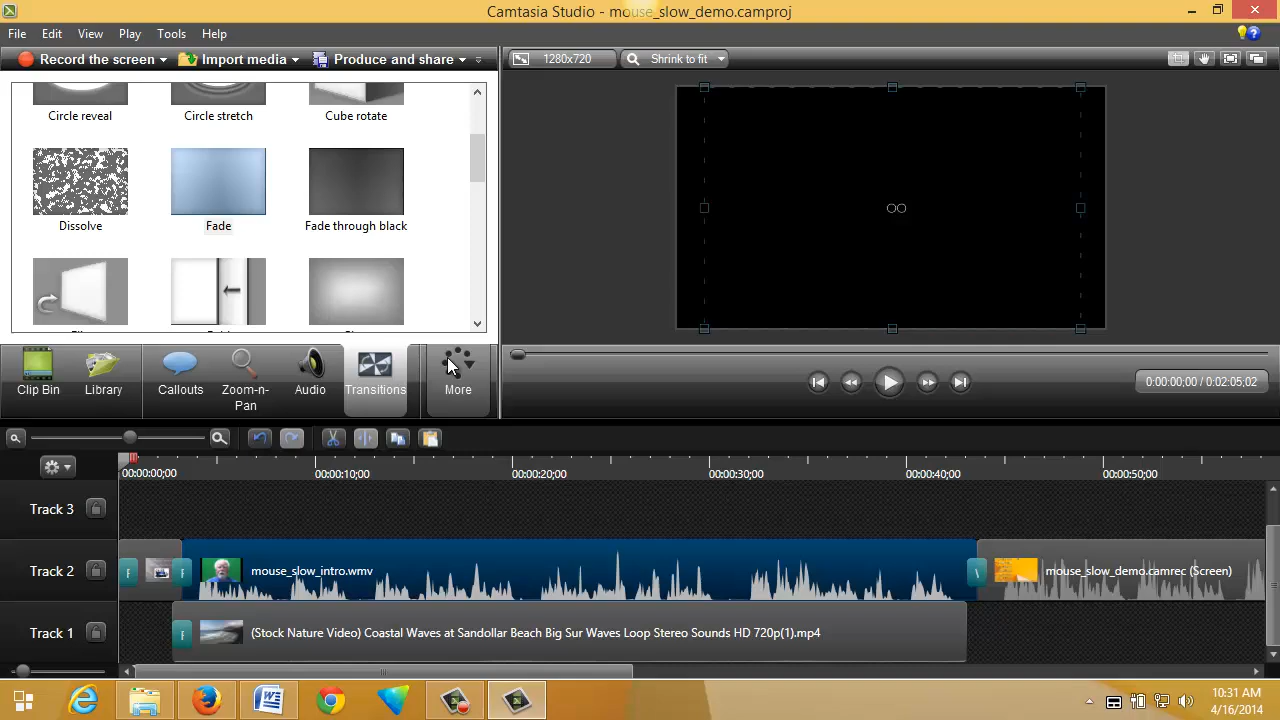 Camtasia Studio - mouse_slow_demo.camproj
File Edit View Play Tools Help
Record the screen Import media Produce and share
1280x720 Shrink to fit
Circle reveal Circle stretch Cube rotate
Dissolve Fade Fade through black
Clip Bin Library Callouts Zoom-n-Pan Audio Transitions More
0:00:00;00 / 0:02:05;02
00:00:00;00 00:00:10;00 00:00:20;00 00:00:30;00 00:00:40;00 00:00:50;00
Track 3
Track 2 mouse_slow_intro.wmv mouse_slow_demo.camrec (Screen)
Track 1 (Stock Nature Video) Coastal Waves at Sandollar Beach Big Sur Waves Loop Stereo Sounds HD 720p(1).mp4
10:31 AM
4/16/2014